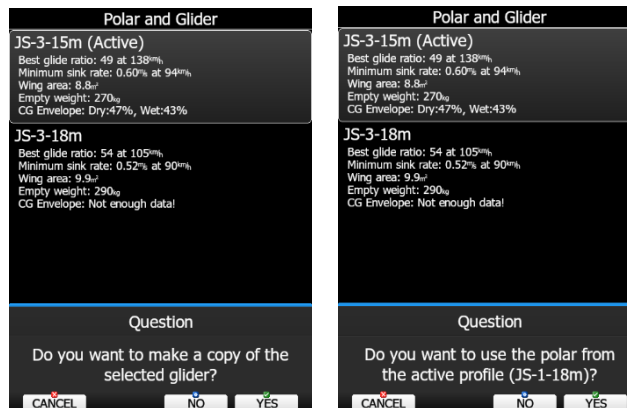 Polar and Glider
JS-3-15m (Active)
Best glide ratio: 49 at 138km/h
Minimum sink rate: 0.60m/s at 94km/h
Wing area: 8.8m²
Empty weight: 270kg
CG Envelope: Dry:47%, Wet:43%
JS-3-18m
Best glide ratio: 54 at 105km/h
Minimum sink rate: 0.52m/s at 90km/h
Wing area: 9.9m²
Empty weight: 290kg
CG Envelope: Not enough data!
Question
Do you want to make a copy of the
selected glider?
CANCEL NO YES
Polar and Glider
JS-3-15m (Active)
Best glide ratio: 49 at 138km/h
Minimum sink rate: 0.60m/s at 94km/h
Wing area: 8.8m²
Empty weight: 270kg
CG Envelope: Dry:47%, Wet:43%
JS-3-18m
Best glide ratio: 54 at 105km/h
Minimum sink rate: 0.52m/s at 90km/h
Wing area: 9.9m²
Empty weight: 290kg
CG Envelope: Not enough data!
Question
Do you want to use the polar from
the active profile (JS-1-18m)?
CANCEL NO YES